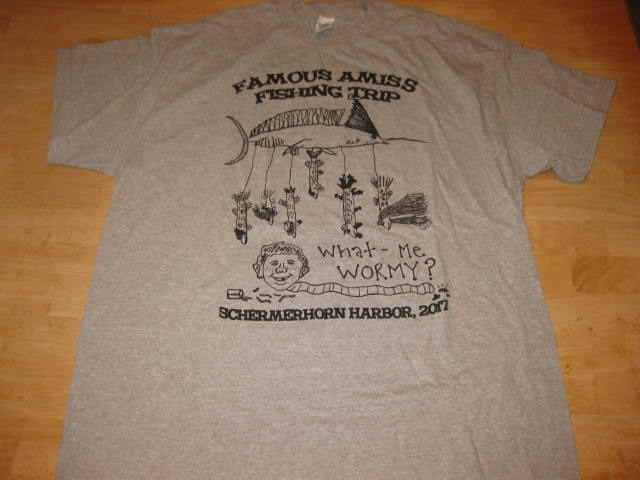 FAMOUS AMISS
FISHING TRIP
What - Me.
WORMY?
SCHERMERHORN HARBOR, 2017